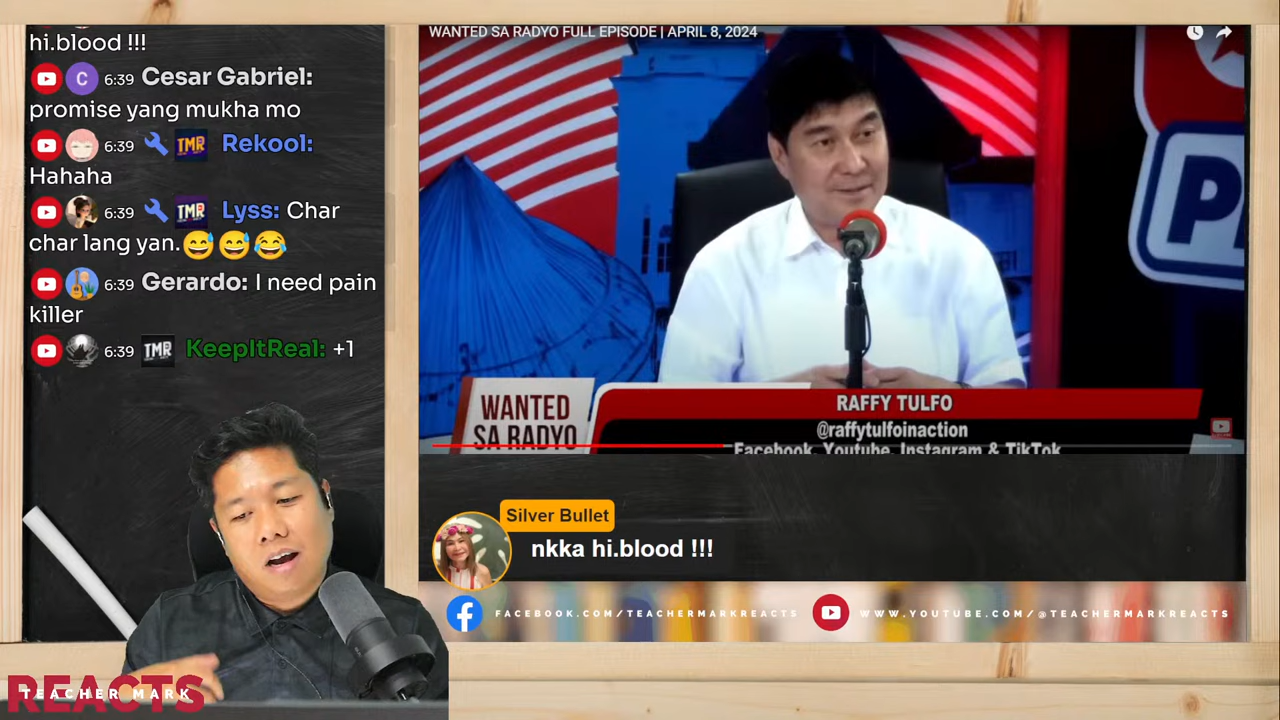 hi.blood !!!
C 6:39 Cesar Gabriel:
promise yang mukha mo
6:39 TMR Rekool:
Hahaha
6:39 TMR Lyss: Char
char lang yan.😅😅😂
6:39 Gerardo: I need pain
killer
6:39 TMR KeepItReal: +1
WANTED SA RADYO FULL EPISODE | APRIL 8, 2024
P
WANTED
SA RADYO
RAFFY TULFO
@raffytulfoinaction
Facebook, Youtube, Instagram & TikTok
Silver Bullet
nkka hi.blood !!!
FACEBOOK.COM/TEACHERMARKREACTS
WWW.YOUTUBE.COM/@TEACHERMARKREACTS
TEACHER MARK
REACTS